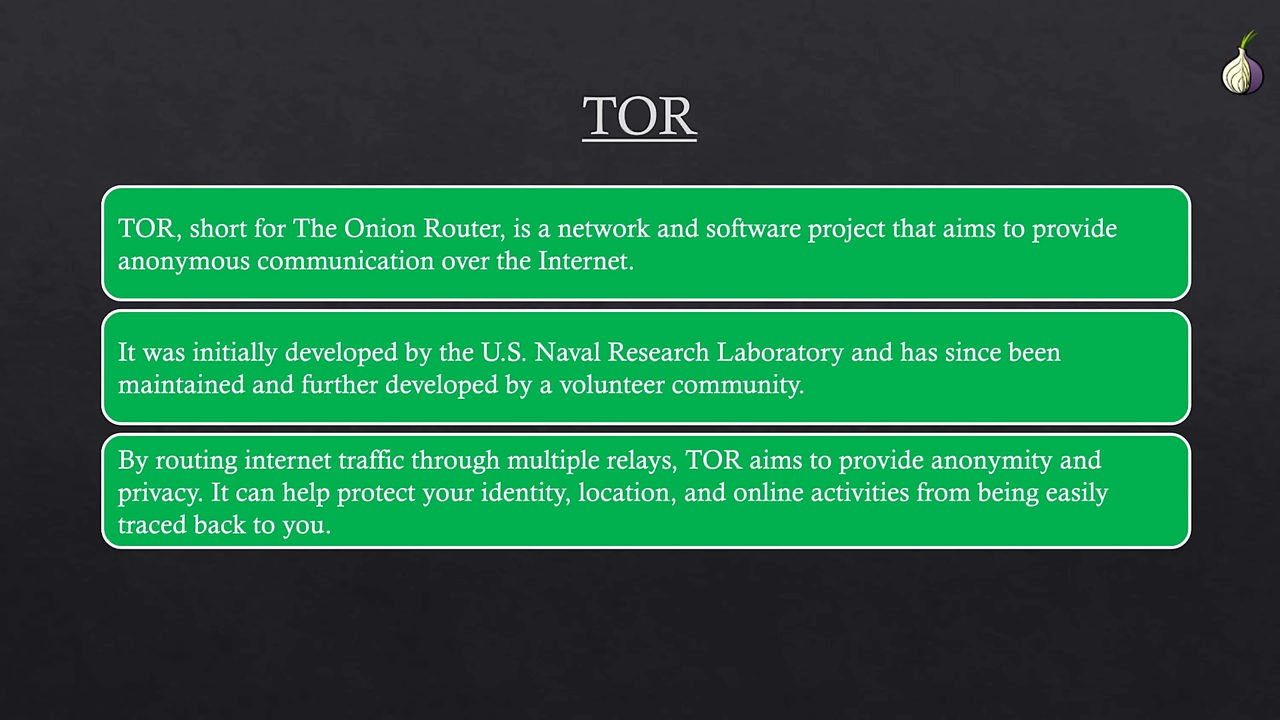 TOR
TOR, short for The Onion Router, is a network and software project that aims to provide
anonymous communication over the Internet.
It was initially developed by the U.S. Naval Research Laboratory and has since been
maintained and further developed by a volunteer community.
By routing internet traffic through multiple relays, TOR aims to provide anonymity and
privacy. It can help protect your identity, location, and online activities from being easily
traced back to you.